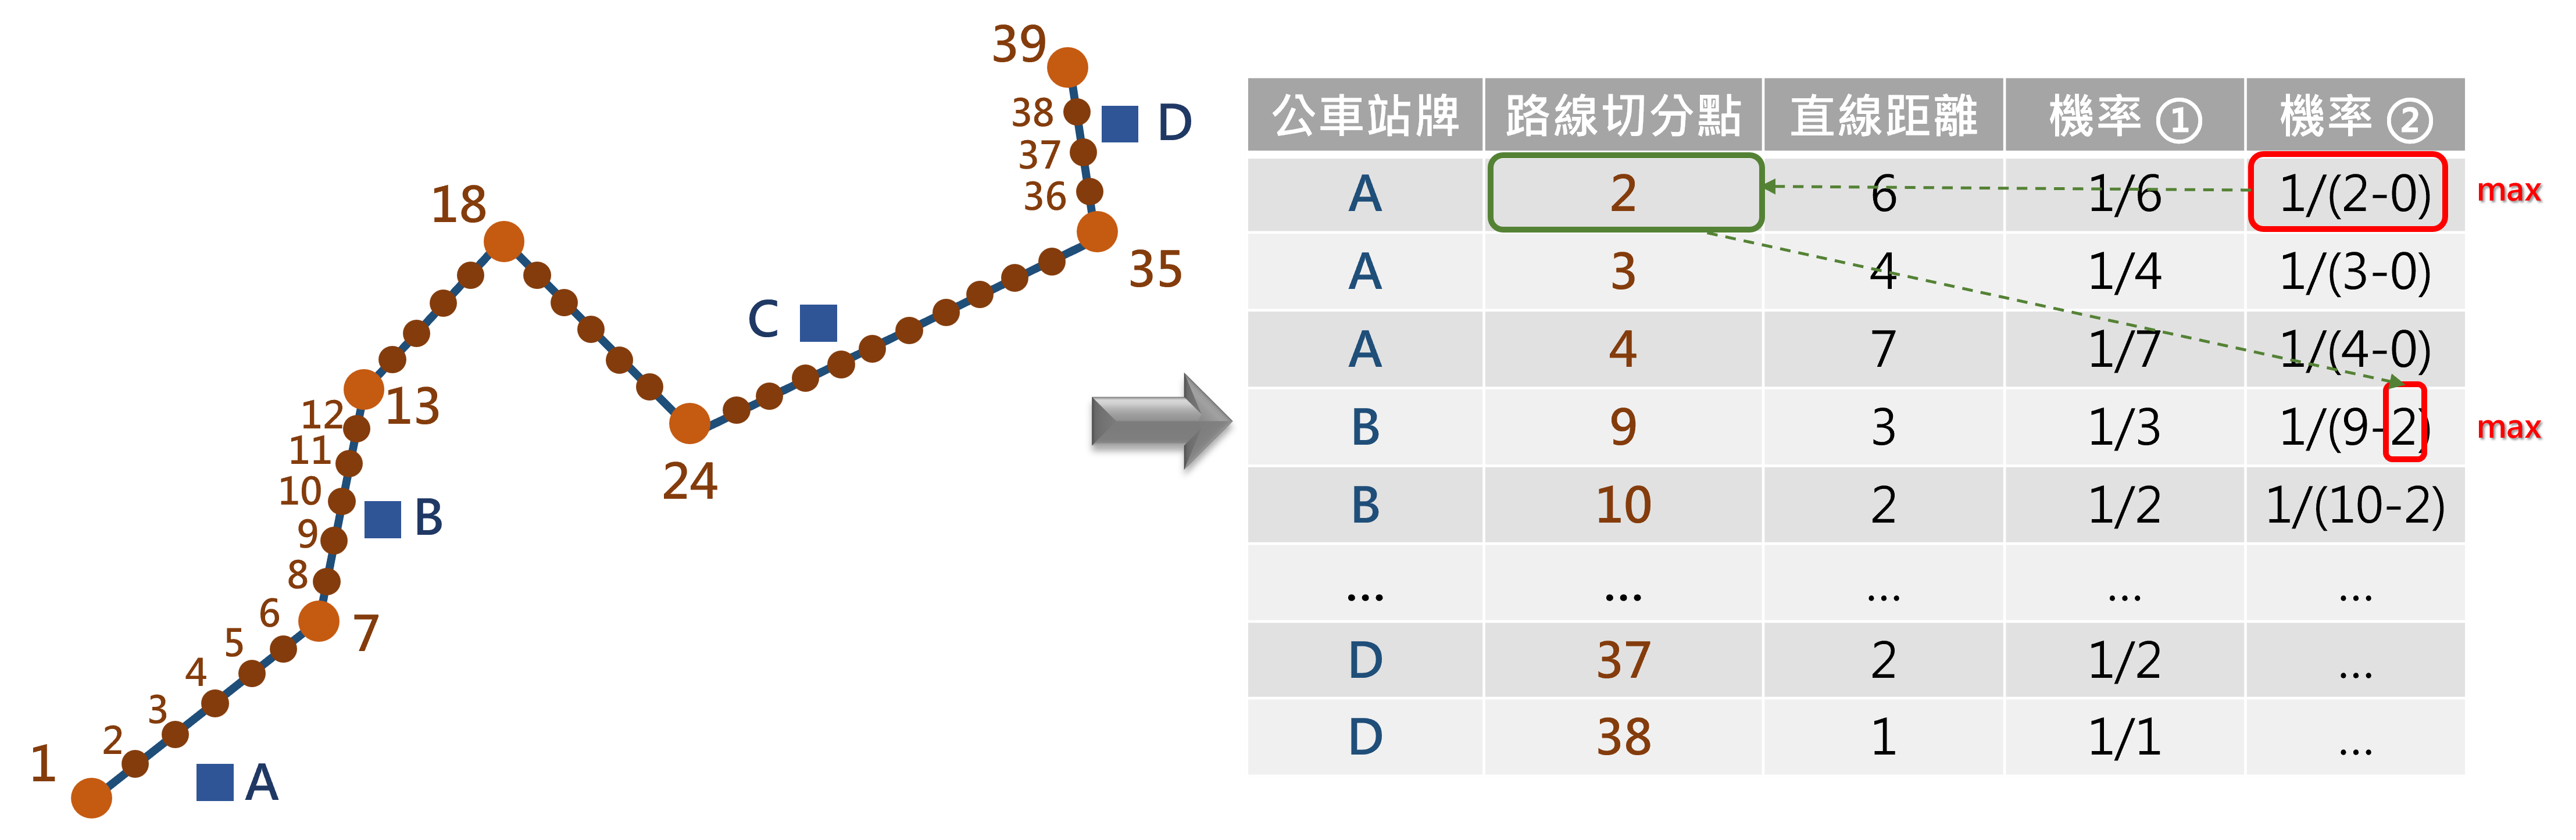 39
38
D
37
36
35
18
C
24
12
13
11
10
B
9
8
7
6
5
4
3
2
1
A
公車站牌 路線切分點 直線距離 機率① 機率②
A 2 6 1/6 1/(2-0) max
A 3 4 1/4 1/(3-0)
A 4 7 1/7 1/(4-0)
B 9 3 1/3 1/(9-2) max
B 10 2 1/2 1/(10-2)
... ... ... ... ...
D 37 2 1/2 ...
D 38 1 1/1 ...